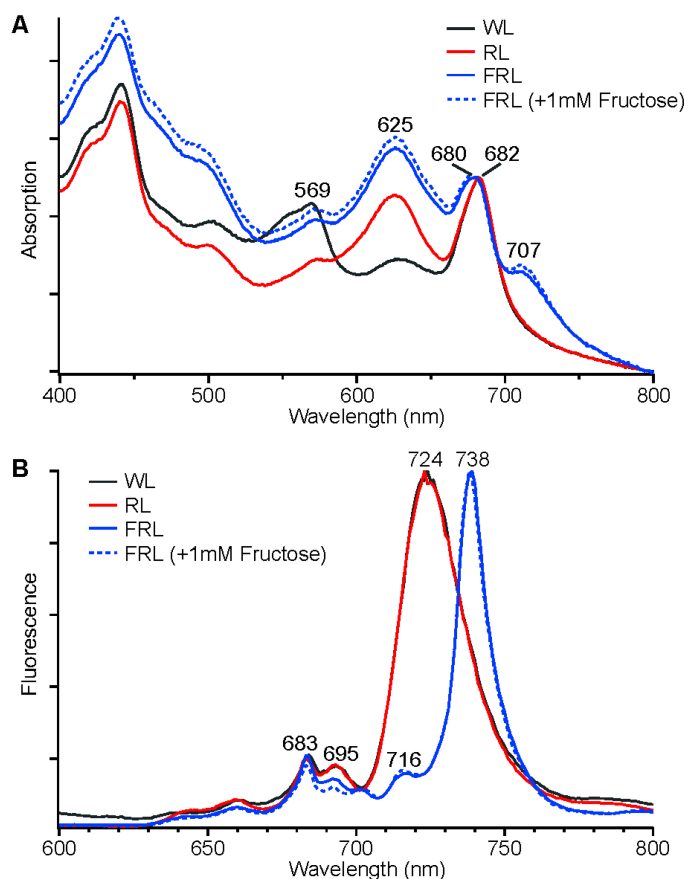 A
WL
RL
FRL
FRL (+1mM Fructose)
625
680 682
569
707
Absorption
400 500 600 700 800
Wavelength (nm)
B
724 738
WL
RL
FRL
FRL (+1mM Fructose)
683 695 716
Fluorescence
600 650 700 750 800
Wavelength (nm)